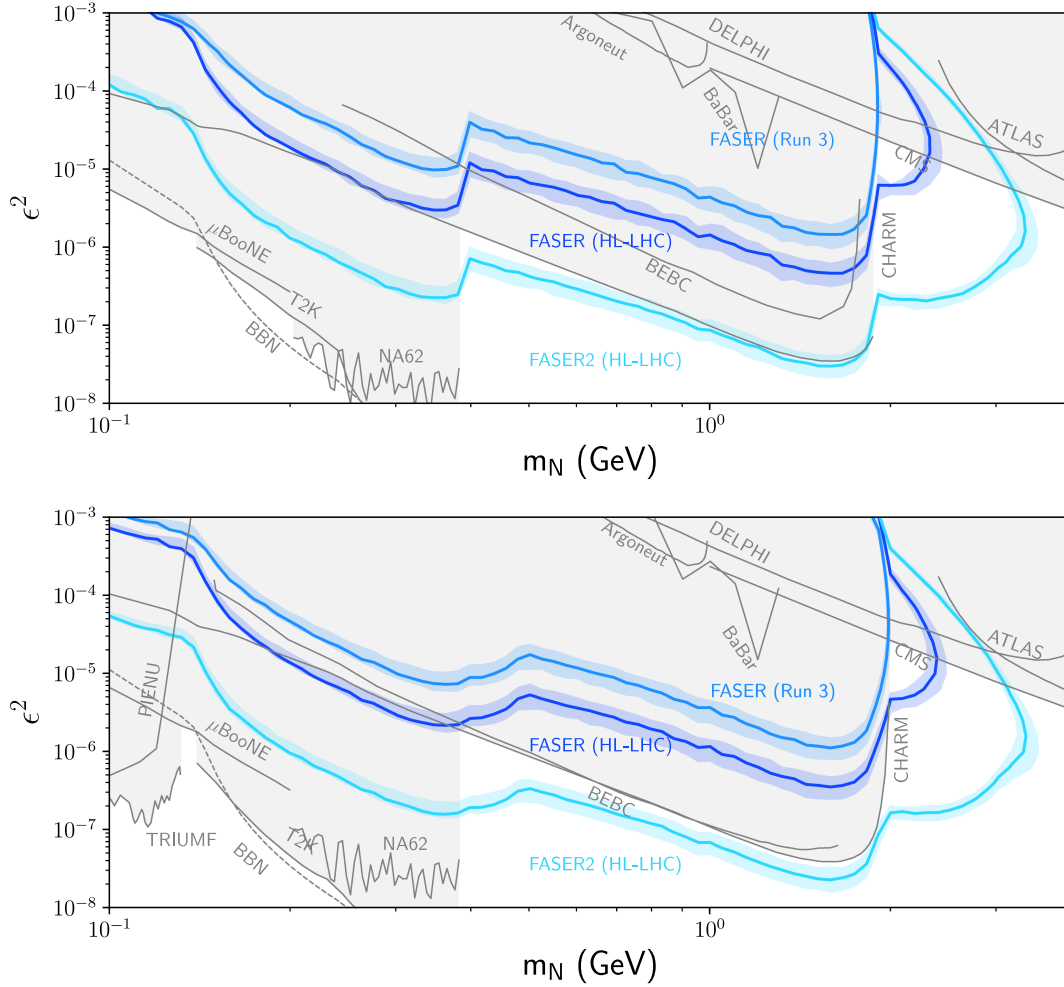 10⁻³
Argoneut
DELPHI
10⁻⁴
BaBar
FASER (Run 3)
ATLAS
CMS
10⁻⁵
ϵ²
μBooNE
FASER (HL-LHC)
CHARM
10⁻⁶
BEBC
T2K
10⁻⁷
BBN
NA62
FASER2 (HL-LHC)
10⁻⁸
10⁻¹
10⁰
m_N (GeV)
10⁻³
Argoneut
DELPHI
10⁻⁴
BaBar
ATLAS
CMS
10⁻⁵
PIENU
FASER (Run 3)
ϵ²
μBooNE
FASER (HL-LHC)
CHARM
10⁻⁶
BEBC
10⁻⁷
TRIUMF
T2K
NA62
BBN
FASER2 (HL-LHC)
10⁻⁸
10⁻¹
10⁰
m_N (GeV)